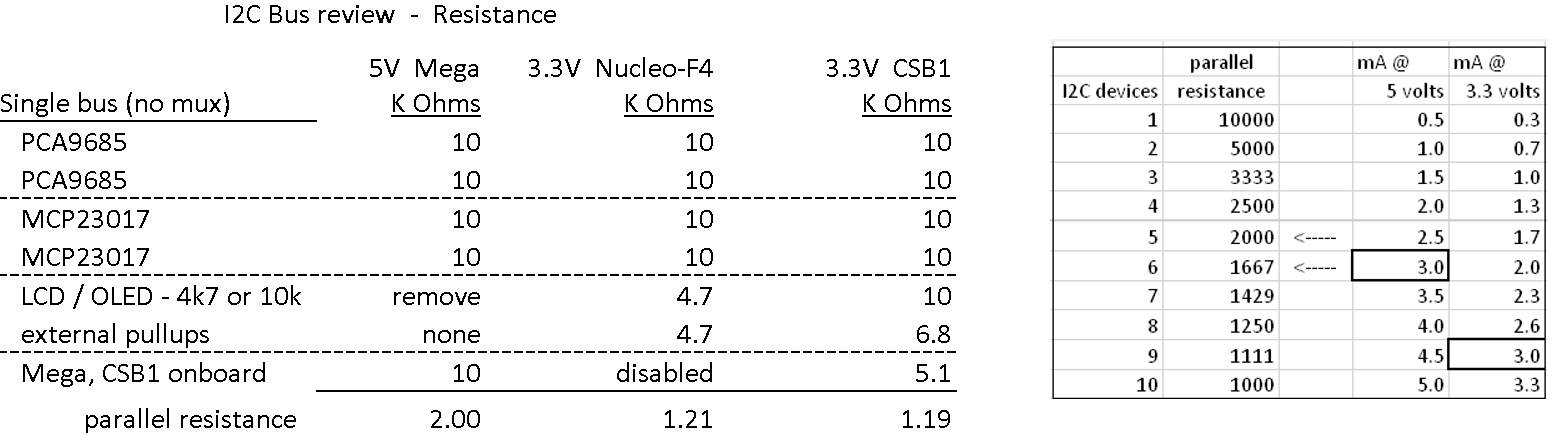 I2C Bus review - Resistance
5V Mega 3.3V Nucleo-F4 3.3V CSB1
Single bus (no mux) K Ohms K Ohms K Ohms
PCA9685 10 10 10
PCA9685 10 10 10
MCP23017 10 10 10
MCP23017 10 10 10
LCD / OLED - 4k7 or 10k remove 4.7 10
external pullups none 4.7 6.8
Mega, CSB1 onboard 10 disabled 5.1
parallel resistance 2.00 1.21 1.19
parallel mA @ mA @
I2C devices resistance 5 volts 3.3 volts
1 10000 0.5 0.3
2 5000 1.0 0.7
3 3333 1.5 1.0
4 2500 2.0 1.3
5 2000 <----- 2.5 1.7
6 1667 <----- 3.0 2.0
7 1429 3.5 2.3
8 1250 4.0 2.6
9 1111 4.5 3.0
10 1000 5.0 3.3